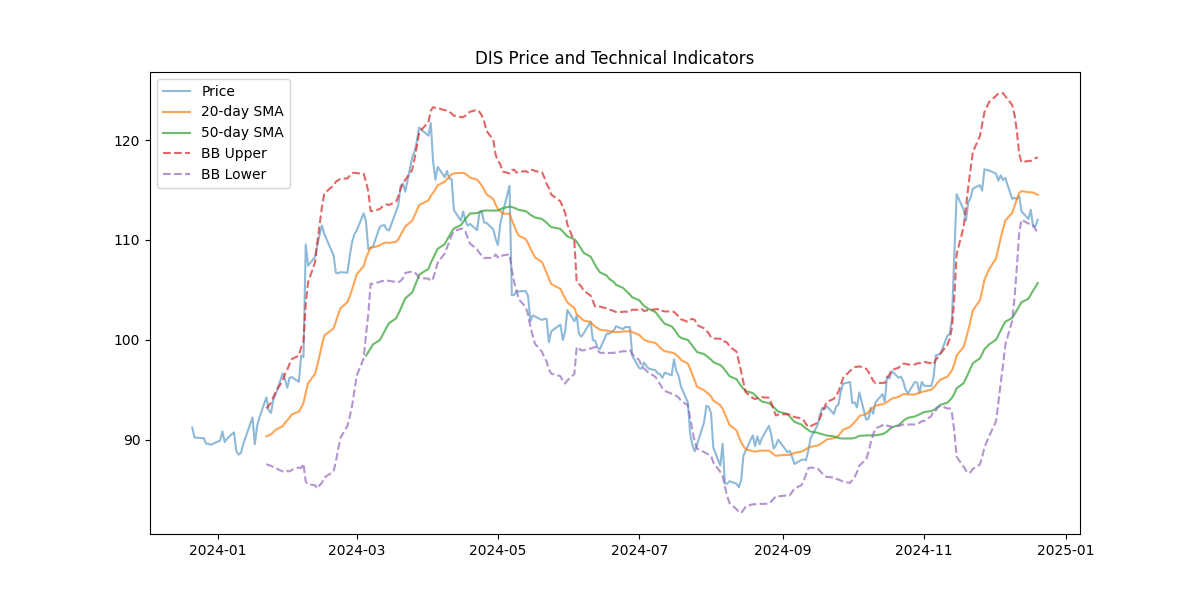 DIS Price and Technical Indicators
Price
20-day SMA
50-day SMA
BB Upper
BB Lower
120
110
100
90
2024-01
2024-03
2024-05
2024-07
2024-09
2024-11
2025-01